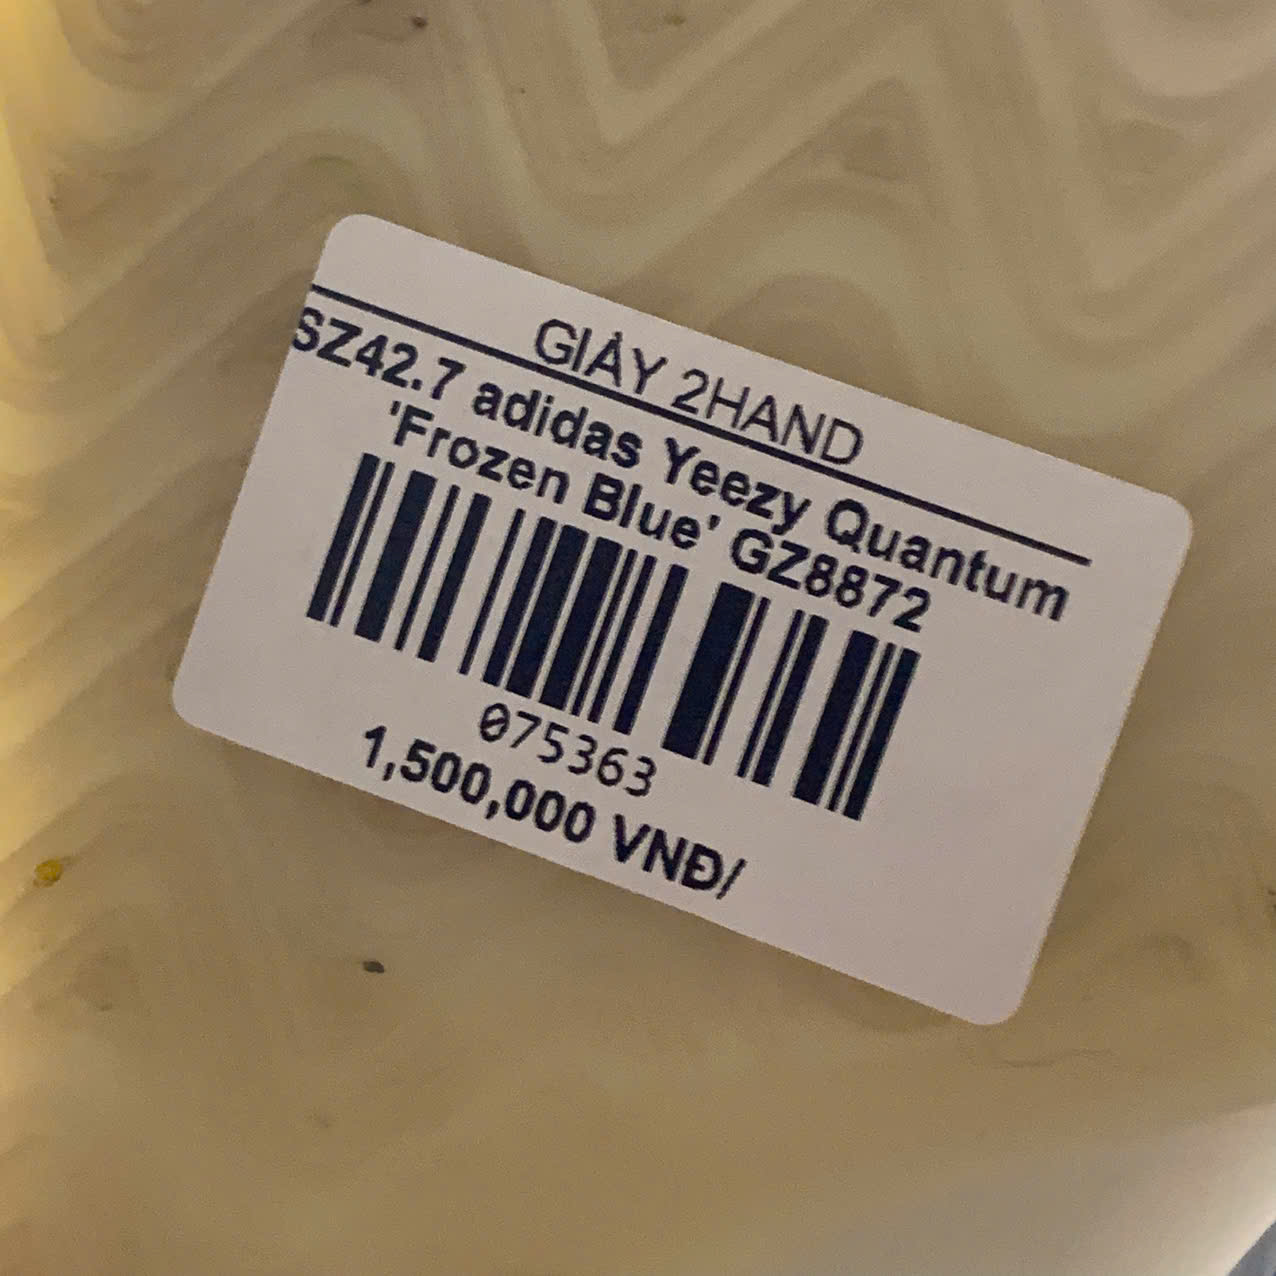 GIÀY 2HAND
SZ42.7 adidas Yeezy Quantum
'Frozen Blue' GZ8872
075363
1,500,000 VNĐ/